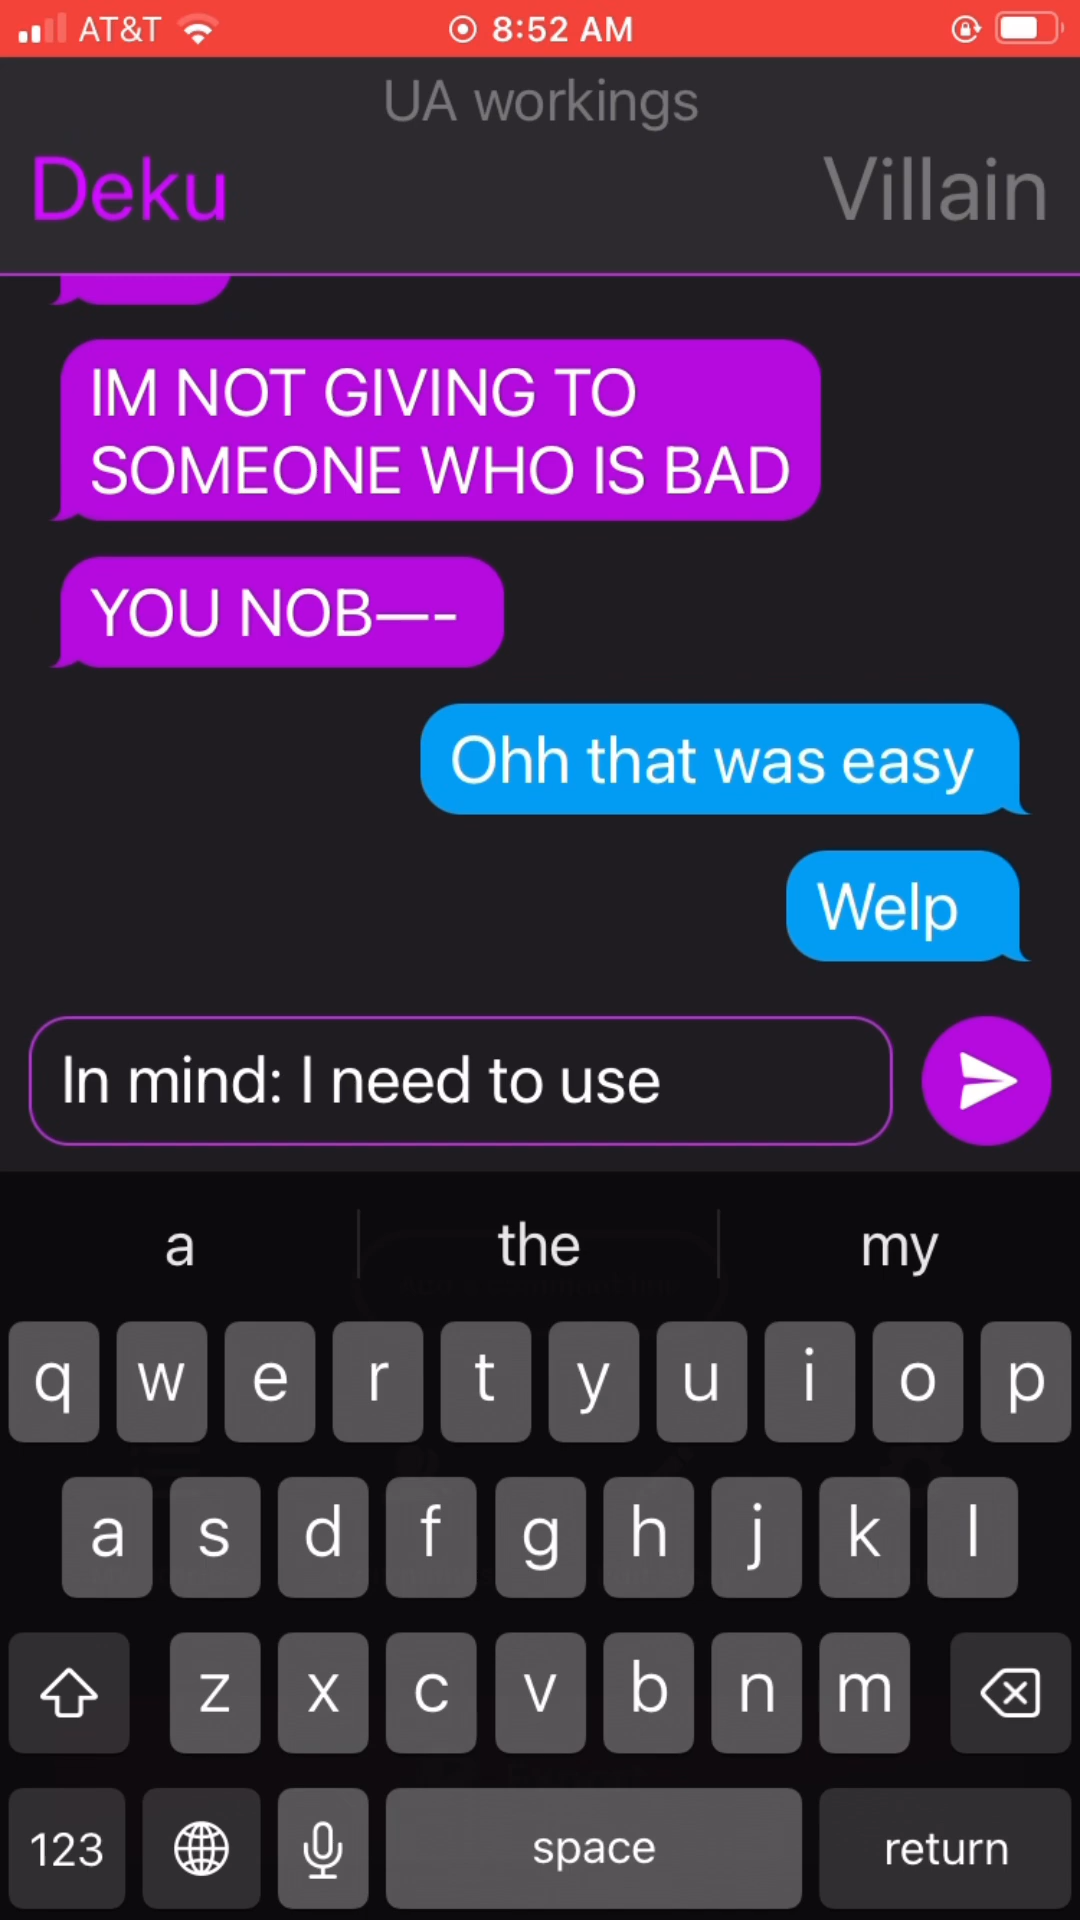 AT&T 8:52 AM
UA workings
Deku Villain
IM NOT GIVING TO
SOMEONE WHO IS BAD
YOU NOB—-
Ohh that was easy
Welp
In mind: I need to use
a the my
q w e r t y u i o p
a s d f g h j k l
z x c v b n m
123 space return